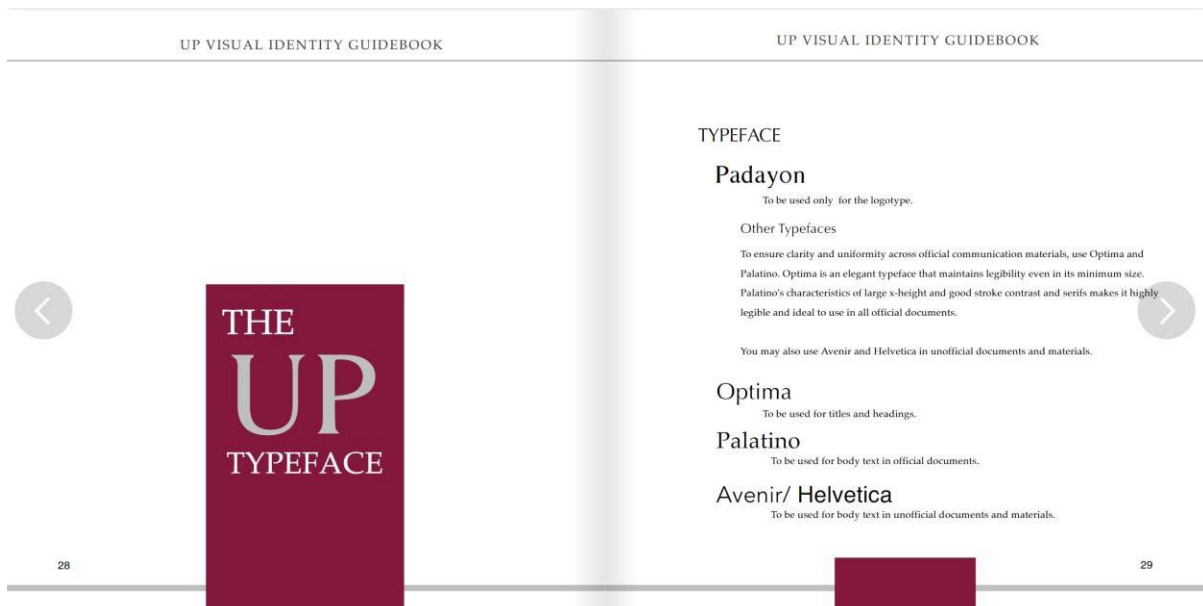 UP VISUAL IDENTITY GUIDEBOOK
THE
UP
TYPEFACE
28
UP VISUAL IDENTITY GUIDEBOOK
TYPEFACE
Padayon
To be used only for the logotype.
Other Typefaces
To ensure clarity and uniformity across official communication materials, use Optima and
Palatino. Optima is an elegant typeface that maintains legibility even in its minimum size.
Palatino's characteristics of large x-height and good stroke contrast and serifs makes it highly
legible and ideal to use in all official documents.
You may also use Avenir and Helvetica in unofficial documents and materials.
Optima
To be used for titles and headings.
Palatino
To be used for body text in official documents.
Avenir/ Helvetica
To be used for body text in unofficial documents and materials.
29